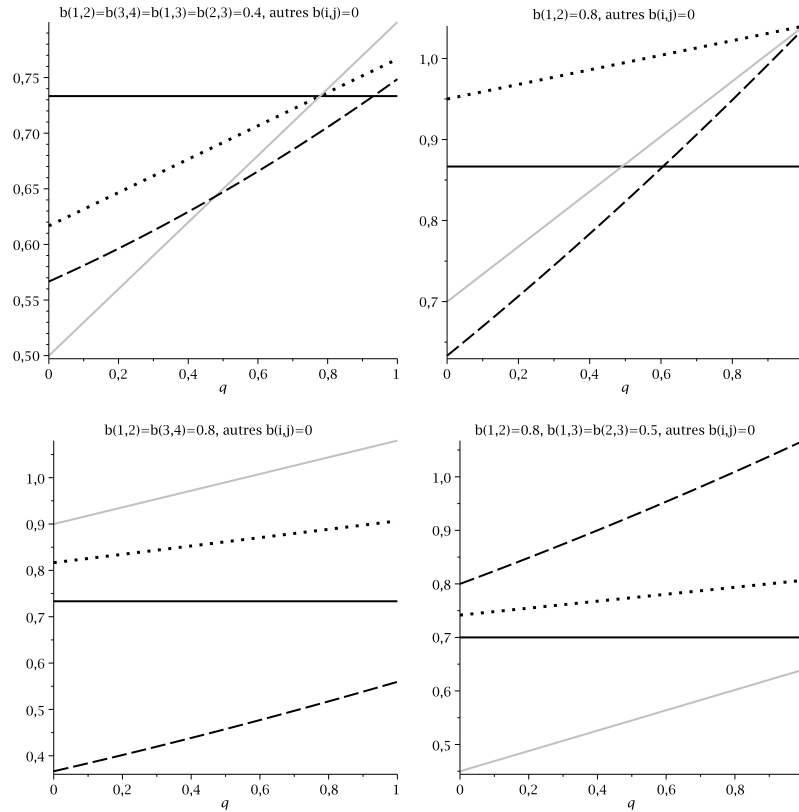 b(1,2)=b(3,4)=b(1,3)=b(2,3)=0.4, autres b(i,j)=0
0,75
0,70
0,65
0,60
0,55
0,50
0 0,2 0,4 0,6 0,8 1
q
b(1,2)=0.8, autres b(i,j)=0
1,0
0,9
0,8
0,7
0 0,2 0,4 0,6 0,8
q
b(1,2)=b(3,4)=0.8, autres b(i,j)=0
1,0
0,9
0,8
0,7
0,6
0,5
0,4
0 0,2 0,4 0,6 0,8 1
q
b(1,2)=0.8, b(1,3)=b(2,3)=0.5, autres b(i,j)=0
1,0
0,9
0,8
0,7
0,6
0,5
0 0,2 0,4 0,6 0,8
q